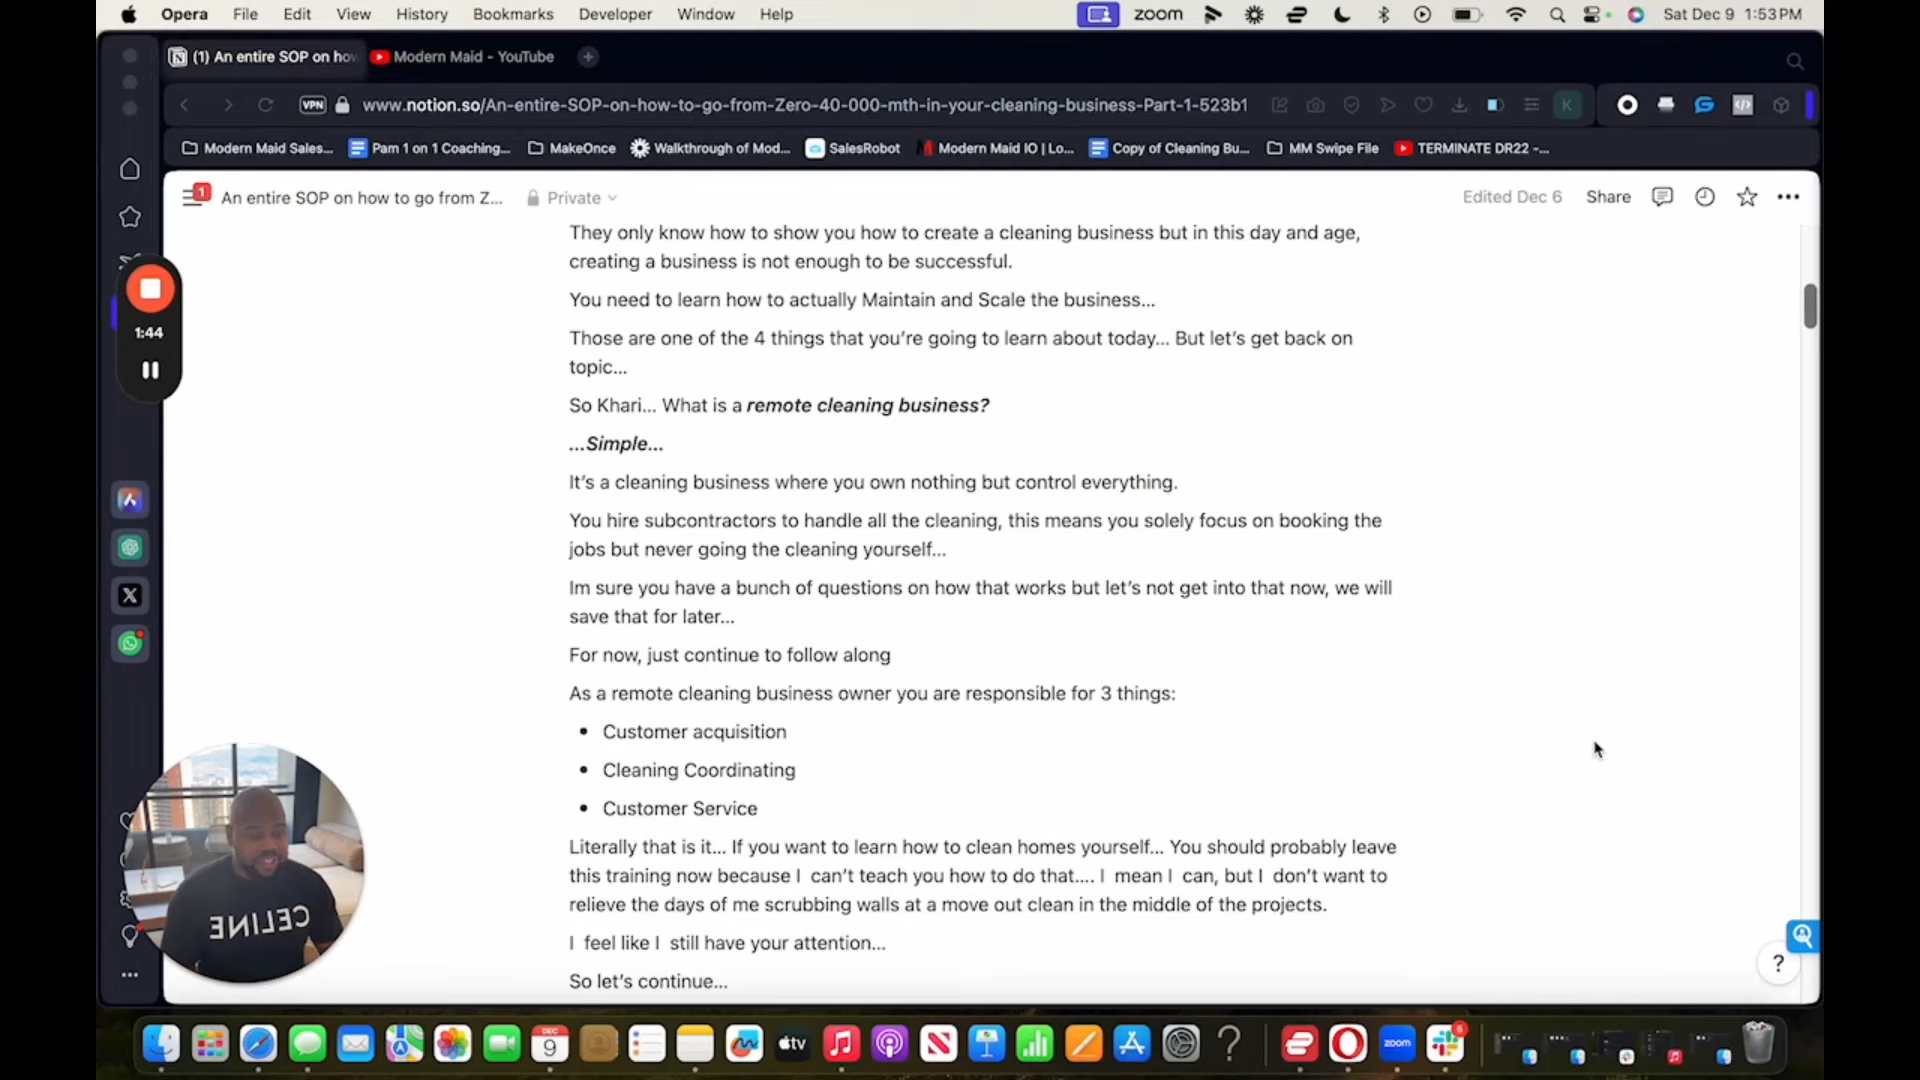 Opera File Edit View History Bookmarks Developer Window Help zoom Sat Dec 9 1:53 PM
(1) An entire SOP on how Modern Maid - YouTube
VPN www.notion.so/An-entire-SOP-on-how-to-go-from-Zero-40-000-mth-in-your-cleaning-business-Part-1-523b1 K
Modern Maid Sales... Pam 1 on 1 Coaching... MakeOnce Walkthrough of Mod... SalesRobot Modern Maid IO | Lo... Copy of Cleaning Bu... MM Swipe File TERMINATE DR22 -...
1 An entire SOP on how to go from Z... Private Edited Dec 6 Share
They only know how to show you how to create a cleaning business but in this day and age,
creating a business is not enough to be successful.
You need to learn how to actually Maintain and Scale the business...
1:44
Those are one of the 4 things that you're going to learn about today... But let's get back on
topic...
So Khari... What is a remote cleaning business?
...Simple...
It's a cleaning business where you own nothing but control everything.
You hire subcontractors to handle all the cleaning, this means you solely focus on booking the
jobs but never going the cleaning yourself...
Im sure you have a bunch of questions on how that works but let's not get into that now, we will
save that for later...
For now, just continue to follow along
As a remote cleaning business owner you are responsible for 3 things:
• Customer acquisition
• Cleaning Coordinating
• Customer Service
Literally that is it... If you want to learn how to clean homes yourself... You should probably leave
this training now because I can't teach you how to do that.... I mean I can, but I don't want to
relieve the days of me scrubbing walls at a move out clean in the middle of the projects.
CELINE
I feel like I still have your attention...
So let's continue...
?
DEC
9
tv
zoom
5